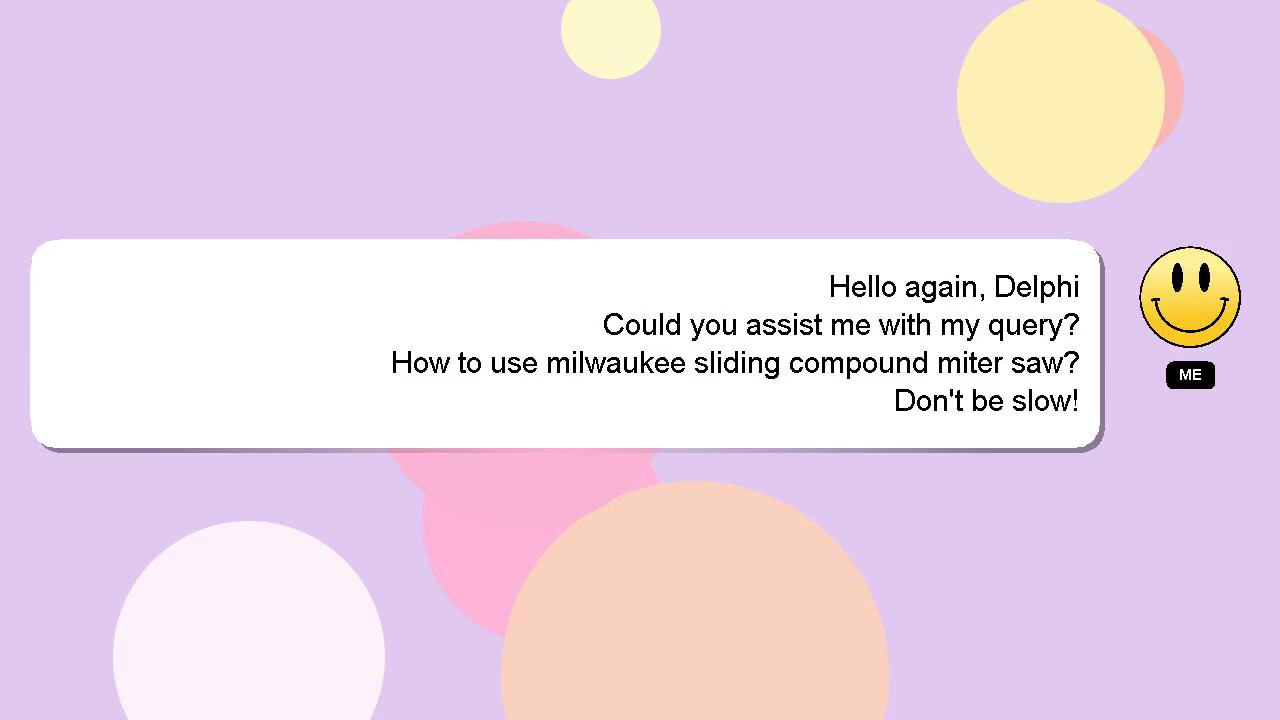 Hello again, Delphi
Could you assist me with my query?
How to use milwaukee sliding compound miter saw?
Don't be slow!
ME